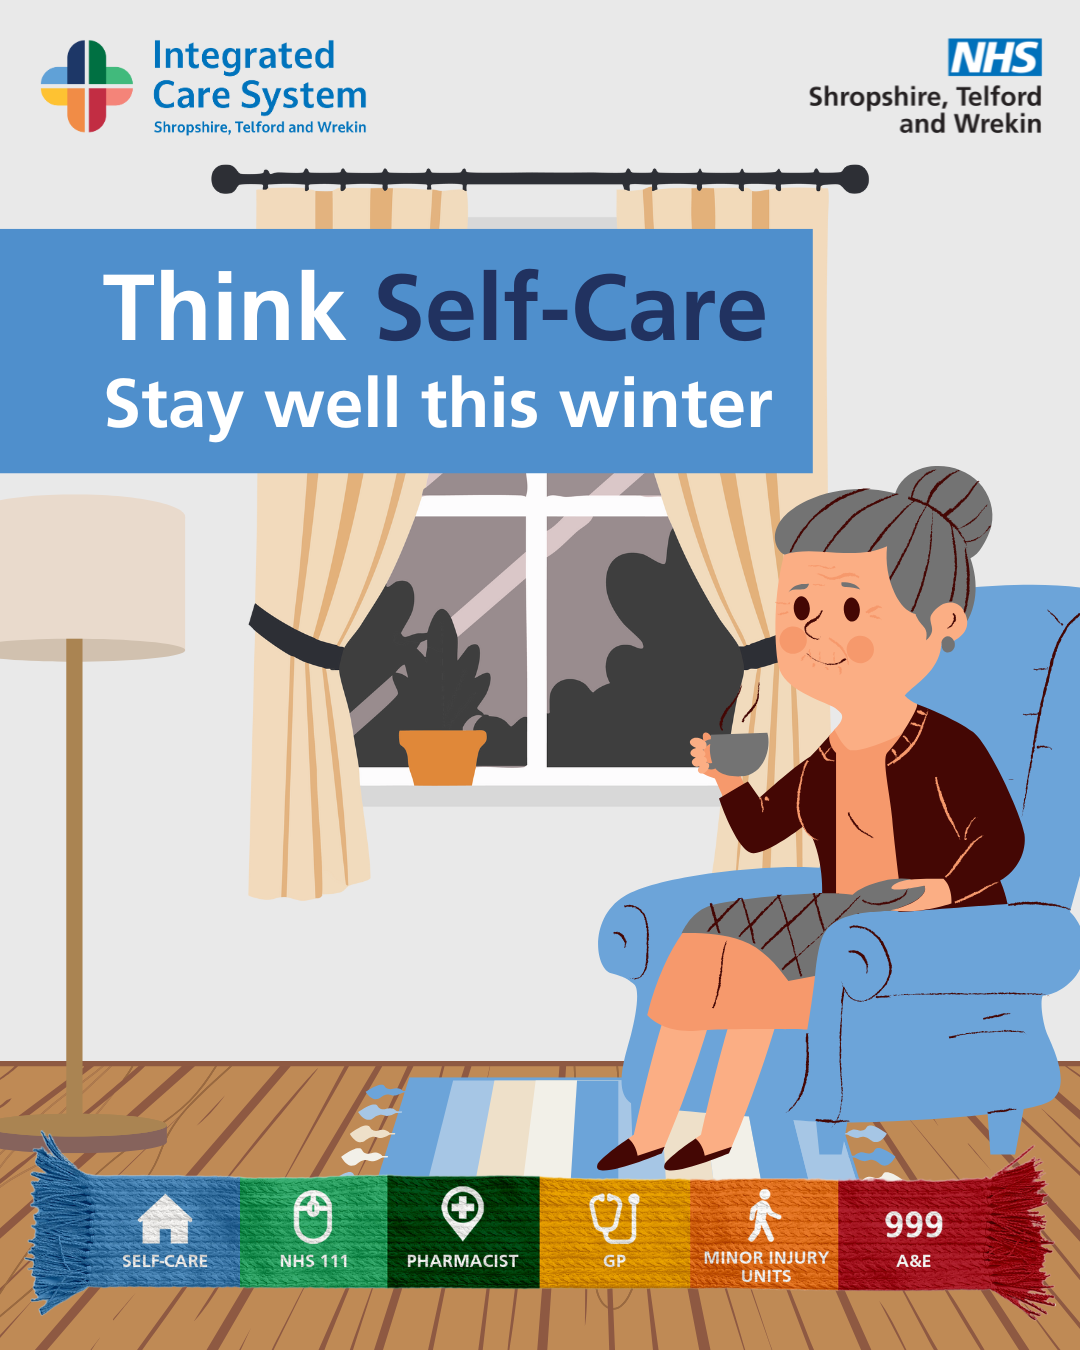 Integrated
Care System
Shropshire, Telford and Wrekin
NHS
Shropshire, Telford
and Wrekin
Think Self-Care
Stay well this winter
SELF-CARE
NHS 111
PHARMACIST
GP
MINOR INJURY
UNITS
999
A&E